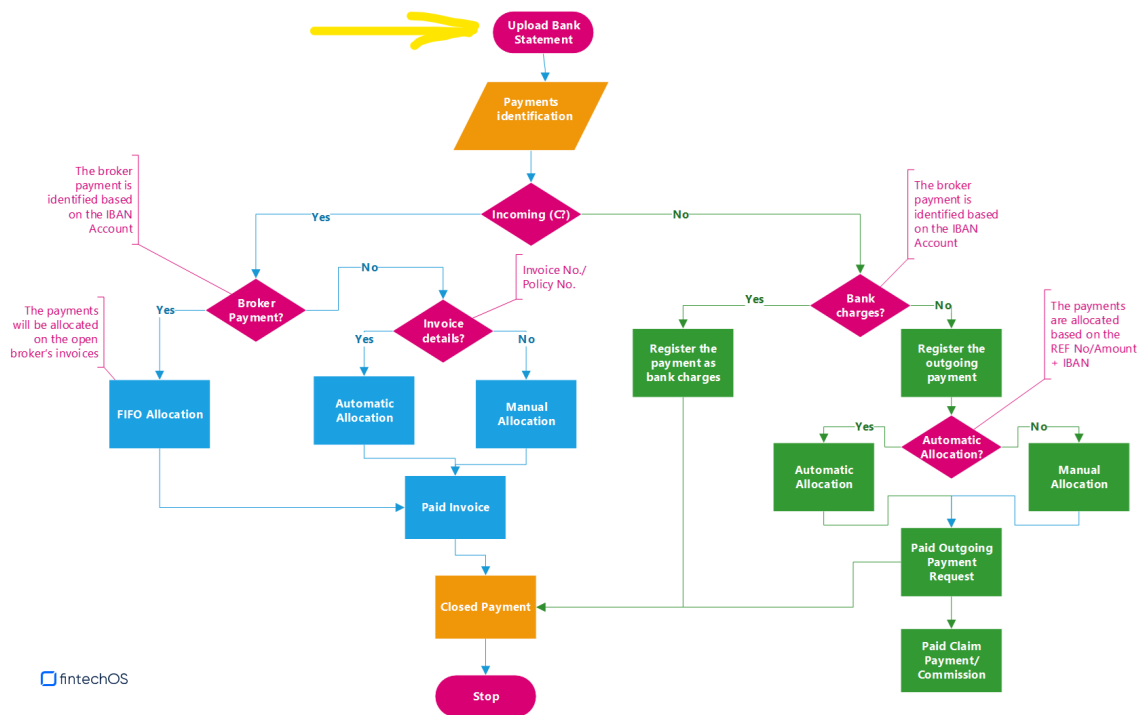 Upload Bank
Statement
Payments
identification
The broker
payment is
identified based
on the IBAN
Account
The broker
payment is
identified based
on the IBAN
Account
Incoming (C?)
Yes
No
No
Invoice No./
Policy No.
Broker
Payment?
Yes
The payments
will be allocated
on the open
broker's invoices
Invoice
details?
Yes
No
Bank
charges?
Yes
No
The payments
are allocated
based on the
REF No/Amount
+ IBAN
Register the
payment as
bank charges
Register the
outgoing
payment
FIFO Allocation
Automatic
Allocation
Manual
Allocation
Automatic
Allocation?
Yes
No
Automatic
Allocation
Manual
Allocation
Paid Invoice
Paid Outgoing
Payment
Request
Closed Payment
Paid Claim
Payment/
Commission
fintechOS
Stop